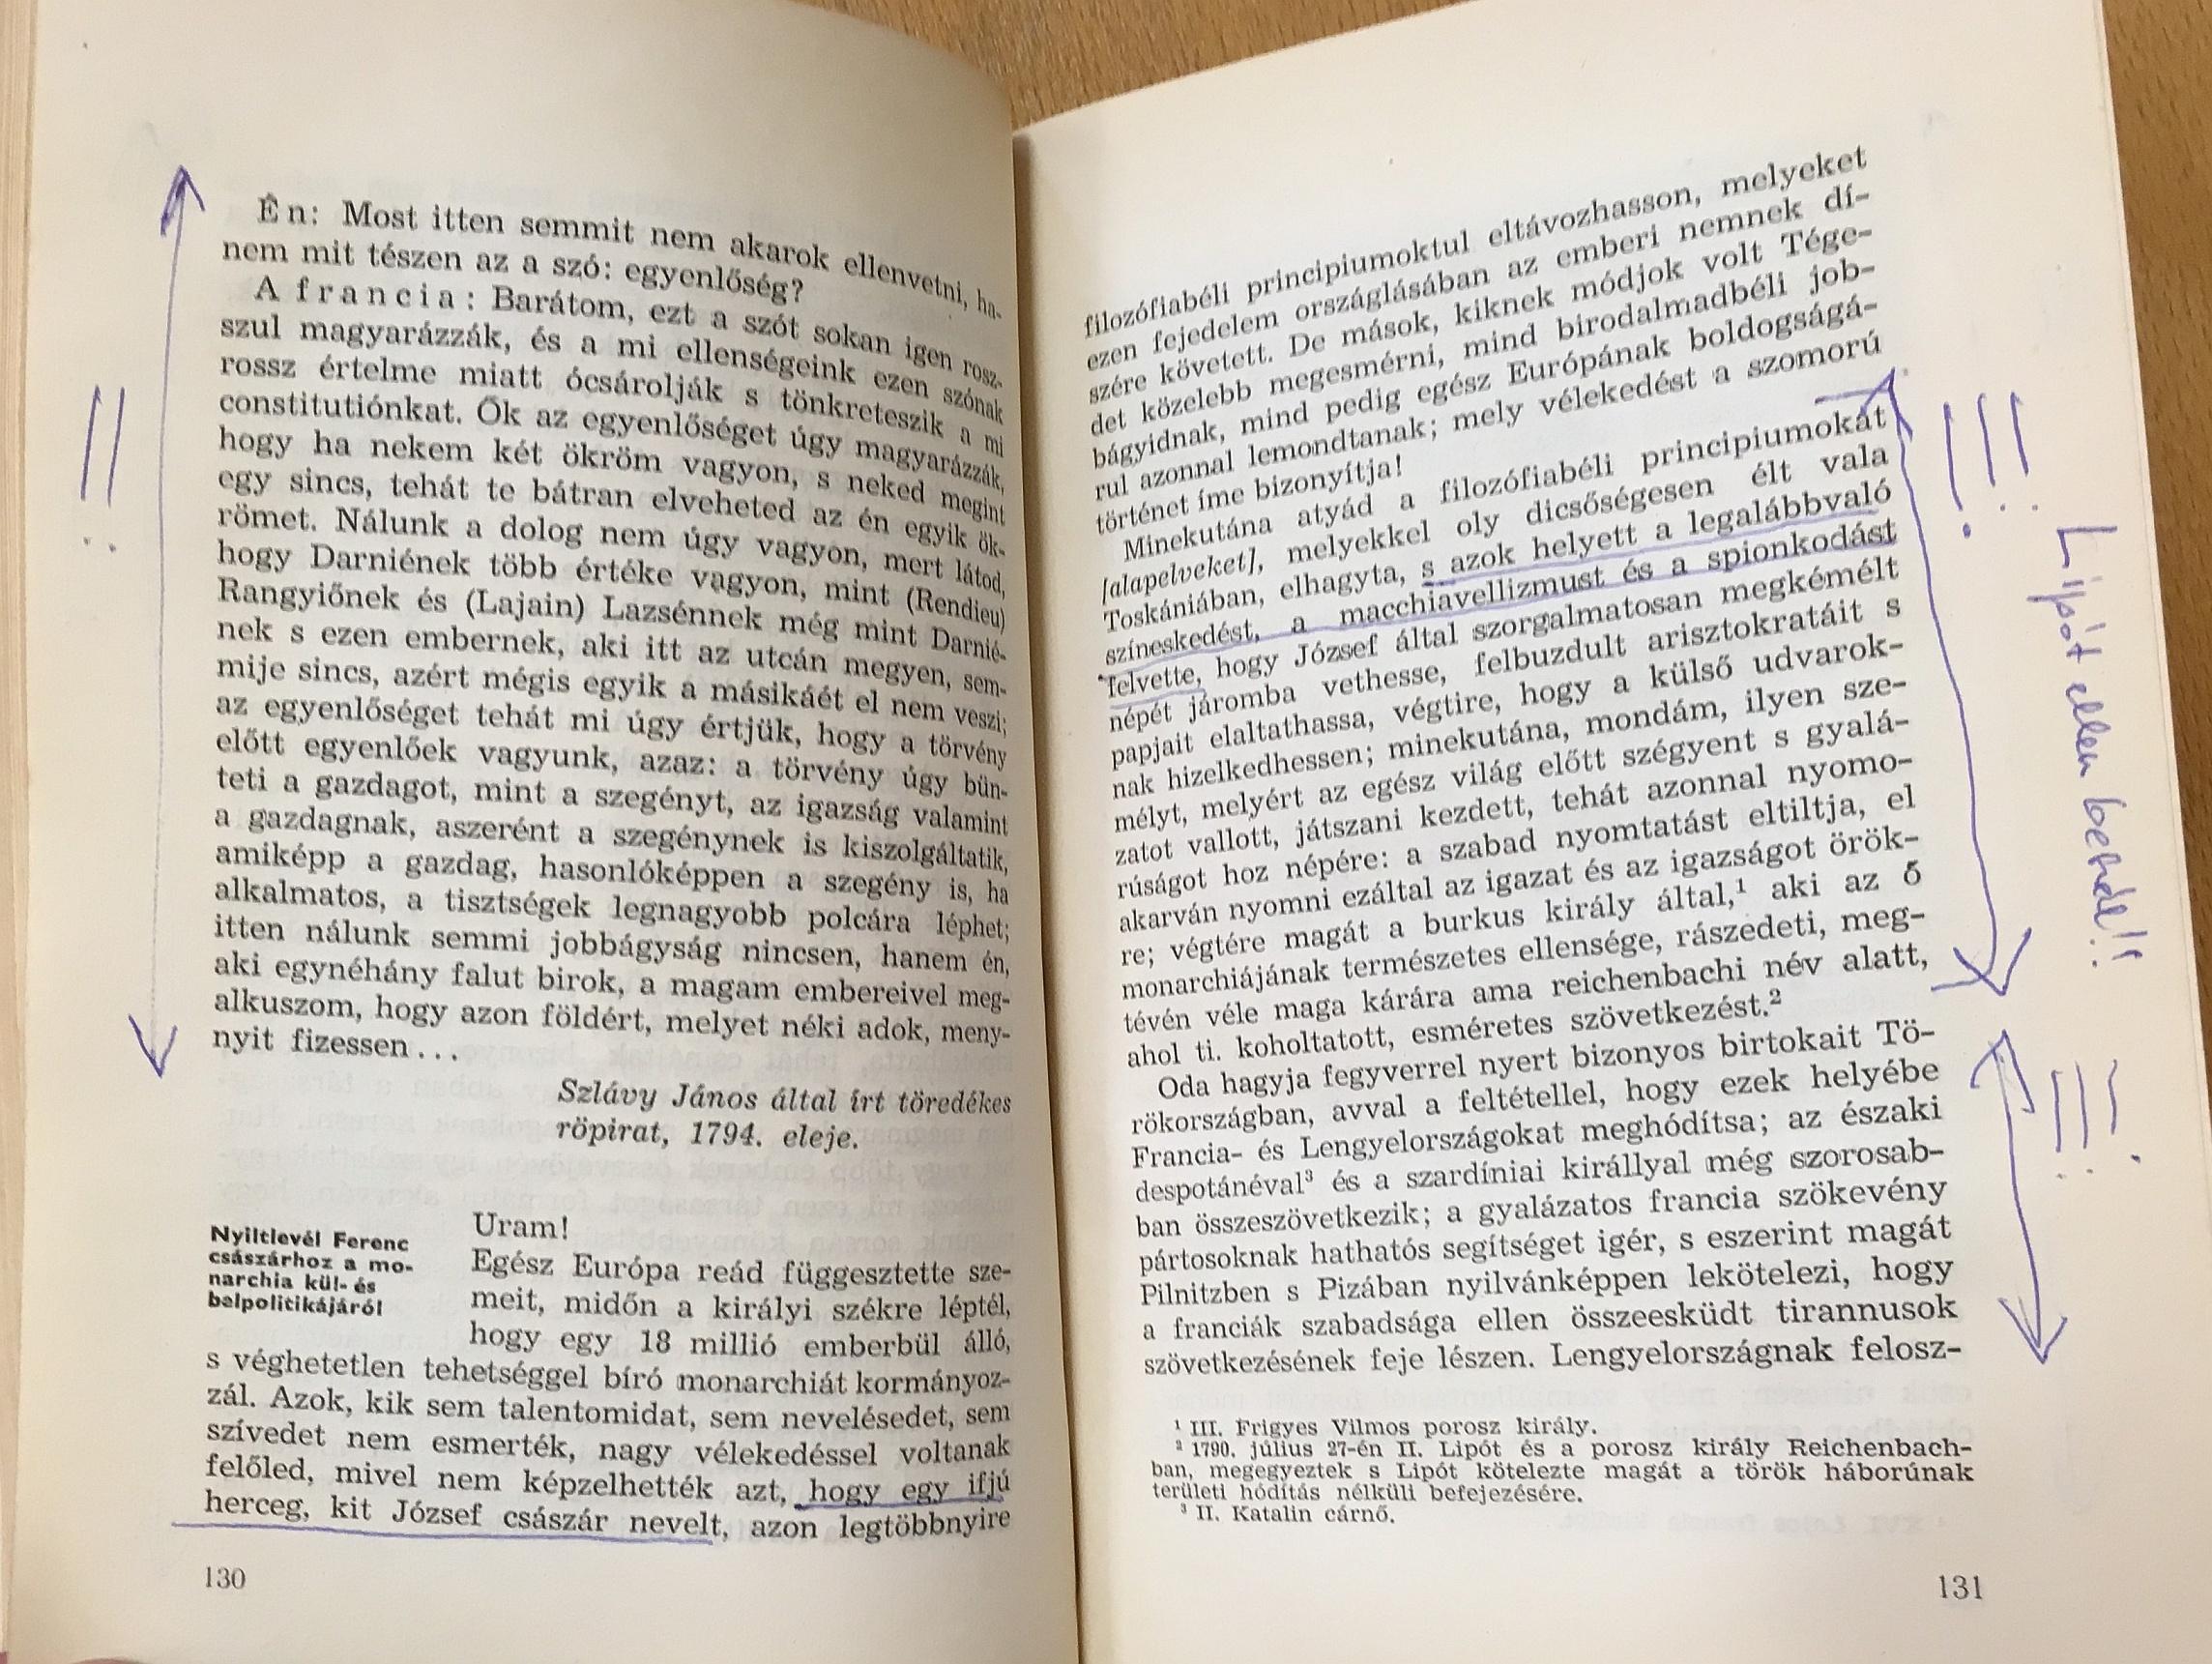 Én: Most itten semmit nem akarok ellenvetni, ha-
nem mit tészen az a szó: egyenlőség?
A francia: Barátom, ezt a szót sokan igen rosz-
szul magyarázzák, és a mi ellenségeink ezen szónak
rossz értelme miatt ócsárolják s tönkreteszik a mi
constitutiónkat. Ők az egyenlőséget úgy magyarázzák,
hogy ha nekem két ökröm vagyon, s neked megint
egy sincs, tehát te bátran elveheted az én egyik ök-
römet. Nálunk a dolog nem úgy vagyon, mert látod,
hogy Darniének több értéke vagyon, mint (Rendieu)
Rangyiőnek és (Lajain) Lazsénnek még mint Darnié-
nek s ezen embernek, aki itt az utcán megyen, sem-
mije sincs, azért mégis egyik a másikáét el nem veszi;
az egyenlőséget tehát mi úgy értjük, hogy a törvény
előtt egyenlőek vagyunk, azaz: a törvény úgy bün-
teti a gazdagot, mint a szegényt, az igazság valamint
a gazdagnak, aszerént a szegénynek is kiszolgáltatik,
amiképp a gazdag, hasonlóképpen a szegény is, ha
alkalmatos, a tisztségek legnagyobb polcára léphet;
itten nálunk semmi jobbágyság nincsen, hanem én,
aki egynéhány falut birok, a magam embereivel meg-
alkuszom, hogy azon földért, melyet néki adok, meny-
nyit fizessen...
Szlávy János által írt töredékes
röpirat, 1794. eleje.
Nyiltlevél Ferenc
császárhoz a mo-
narchia kül- és
belpolitikájáról
Uram!
Egész Európa reád függesztette sze-
meit, midőn a királyi székre léptél,
hogy egy 18 millió emberbül álló,
s véghetetlen tehetséggel bíró monarchiát kormányoz-
zál. Azok, kik sem talentomidat, sem nevelésedet, sem
szívedet nem esmerték, nagy vélekedéssel voltanak
felőled, mivel nem képzelhették azt, hogy egy ifjú
herceg, kit József császár nevelt, azon legtöbbnyire
130
filozófiabéli principiumoktul eltávozhasson, melyeket
ezen fejedelem országlásában az emberi nemnek dí-
szére követett. De mások, kiknek módjok volt Tége-
det közelebb megesmérni, mind birodalmadbéli job-
bágyidnak, mind pedig egész Európának boldogságá-
rul azonnal lemondtanak; mely vélekedést a szomorú
történet íme bizonyítja!
Minekutána atyád a filozófiabéli principiumokat
[alapelveket], melyekkel oly dicsőségesen élt vala
Toskániában, elhagyta, s azok helyett a legalábbvaló
színeskedést, a macchiavellizmust és a spionkodást
felvette, hogy József által szorgalmatosan megkémélt
népét járomba vethesse, felbuzdult arisztokratáit s
papjait elaltathassa, végtire, hogy a külső udvarok-
nak hizelkedhessen; minekutána, mondám, ilyen sze-
mélyt, melyért az egész világ előtt szégyent s gyalá-
zatot vallott, játszani kezdett, tehát azonnal nyomo-
rúságot hoz népére: a szabad nyomtatást eltiltja, el
akarván nyomni ezáltal az igazat és az igazságot örök-
re; végtére magát a burkus király által,¹ aki az ő
monarchiájának természetes ellensége, rászedeti, meg-
tévén véle maga kárára ama reichenbachi név alatt,
ahol ti. koholtatott, esméretes szövetkezést.²
Oda hagyja fegyverrel nyert bizonyos birtokait Tö-
rökországban, avval a feltétellel, hogy ezek helyébe
Francia- és Lengyelországokat meghódítsa; az északi
despotánéval³ és a szardíniai királlyal még szorosab-
ban összeszövetkezik; a gyalázatos francia szökevény
pártosoknak hathatós segítséget igér, s eszerint magát
Pilnitzben s Pizában nyilvánképpen lekötelezi, hogy
a franciák szabadsága ellen összeesküdt tirannusok
szövetkezésének feje lészen. Lengyelországnak felosz-
¹ III. Frigyes Vilmos porosz király.
² 1790. július 27-én II. Lipót és a porosz király Reichenbach-
ban, megegyeztek s Lipót kötelezte magát a török háborúnak
területi hódítás nélküli befejezésére.
³ II. Katalin cárnő.
131
!!
!!!
Lipót ellen beszél!!
!!!